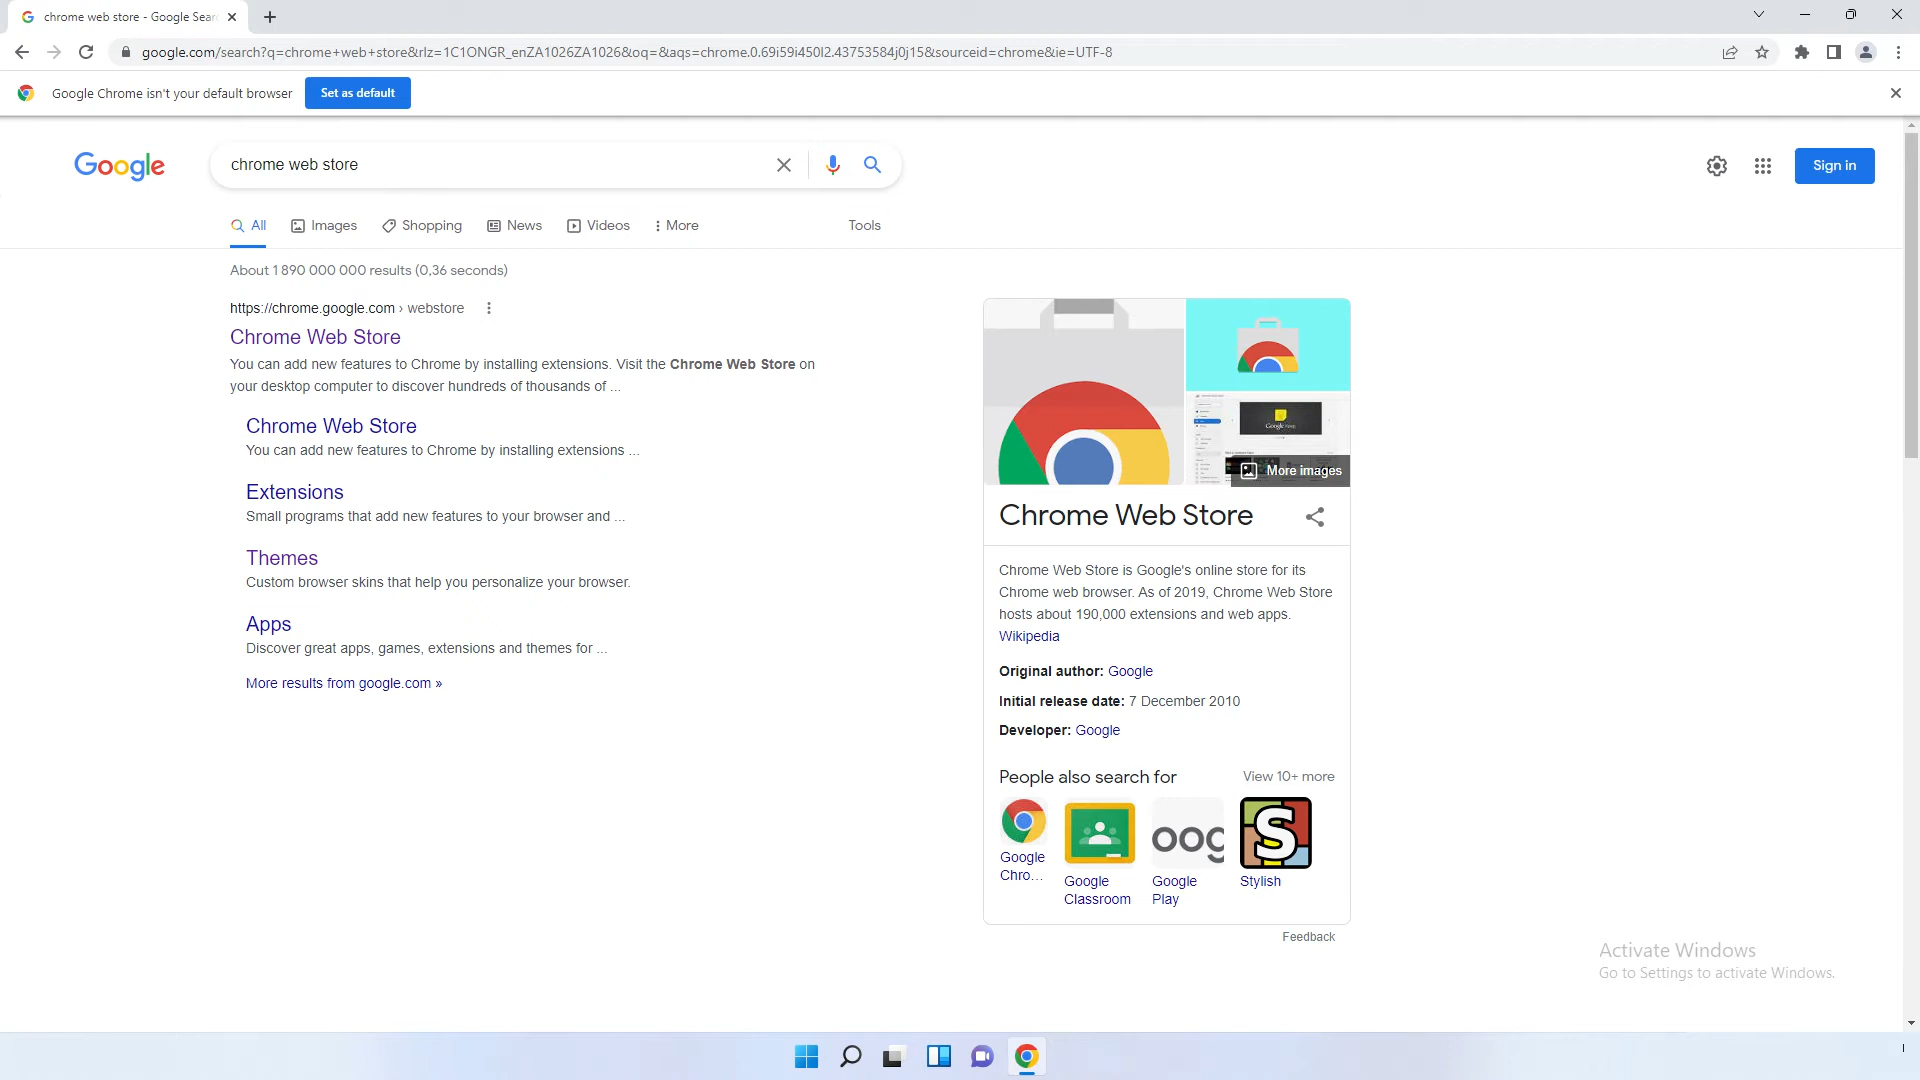 chrome web store - Google Sear
google.com/search?q=chrome+web+store&rlz=1C1ONGR_enZA1026ZA1026&oq=&aqs=chrome.0.69i59i450l2.43753584j0j15&sourceid=chrome&ie=UTF-8
Google Chrome isn't your default browser
Set as default
Google
chrome web store
Sign in
All
Images
Shopping
News
Videos
More
Tools
About 1 890 000 000 results (0,36 seconds)
https://chrome.google.com › webstore
Chrome Web Store
You can add new features to Chrome by installing extensions. Visit the Chrome Web Store on
your desktop computer to discover hundreds of thousands of ...
Chrome Web Store
You can add new features to Chrome by installing extensions ...
Extensions
Small programs that add new features to your browser and ...
Themes
Custom browser skins that help you personalize your browser.
Apps
Discover great apps, games, extensions and themes for ...
More results from google.com »
Google Keep
More images
Chrome Web Store
Chrome Web Store is Google's online store for its
Chrome web browser. As of 2019, Chrome Web Store
hosts about 190,000 extensions and web apps.
Wikipedia
Original author: Google
Initial release date: 7 December 2010
Developer: Google
People also search for
View 10+ more
oog
S
Google
Chro...
Google
Classroom
Google
Play
Stylish
Feedback
Activate Windows
Go to Settings to activate Windows.